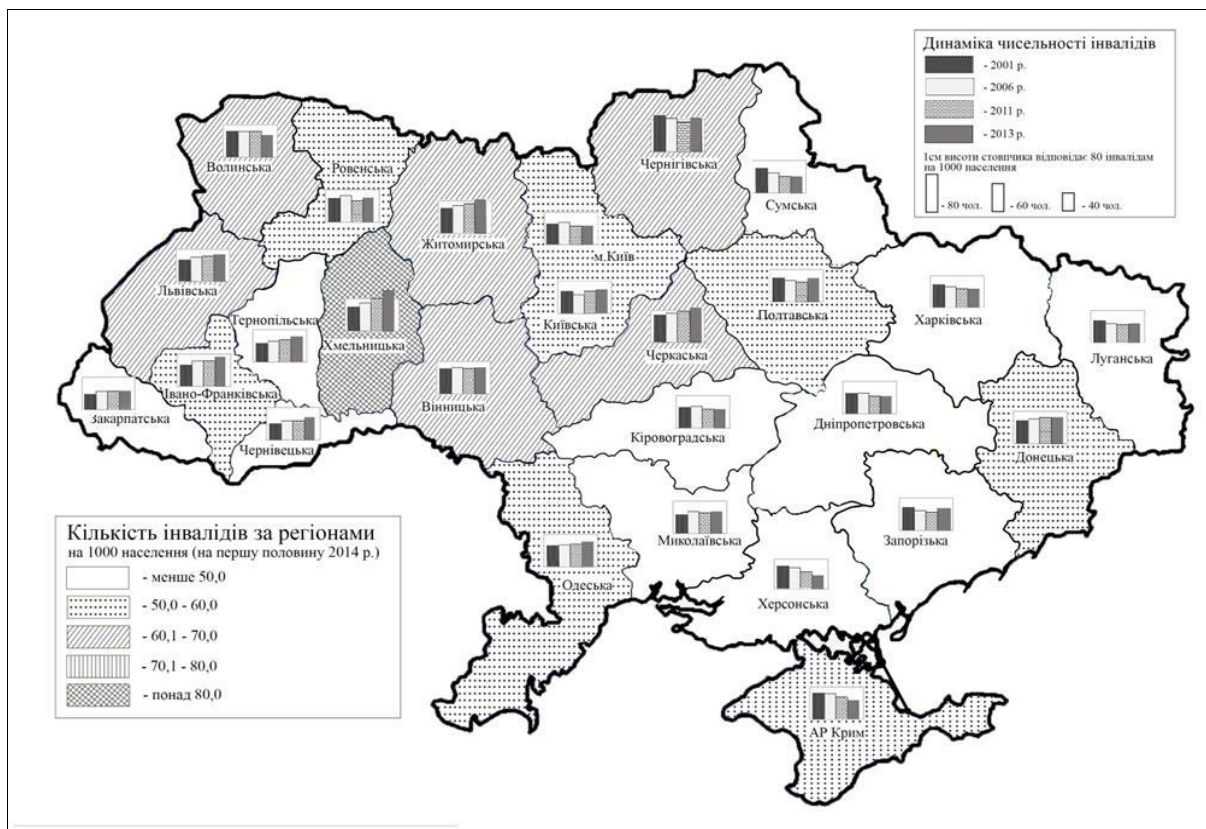 Динаміка чисельності інвалідів
- 2001 р.
- 2006 р.
- 2011 р.
- 2013 р.
1см висоти стовпчика відповідає 80 інвалідам
на 1000 населення
- 80 чол.
- 60 чол.
- 40 чол.
Волинська
Ровенська
Чернігівська
Сумська
Житомирська
м.Київ
Львівська
Тернопільська
Хмельницька
Київська
Полтавська
Харківська
Черкаська
Луганська
Івано-Франківська
Закарпатська
Вінницька
Чернівецька
Кіровоградська
Дніпропетровська
Донецька
Миколаївська
Запорізька
Одеська
Херсонська
АР Крим
Кількість інвалідів за регіонами
на 1000 населення (на першу половину 2014 р.)
- менше 50,0
- 50,0 - 60,0
- 60,1 - 70,0
- 70,1 - 80,0
- понад 80,0